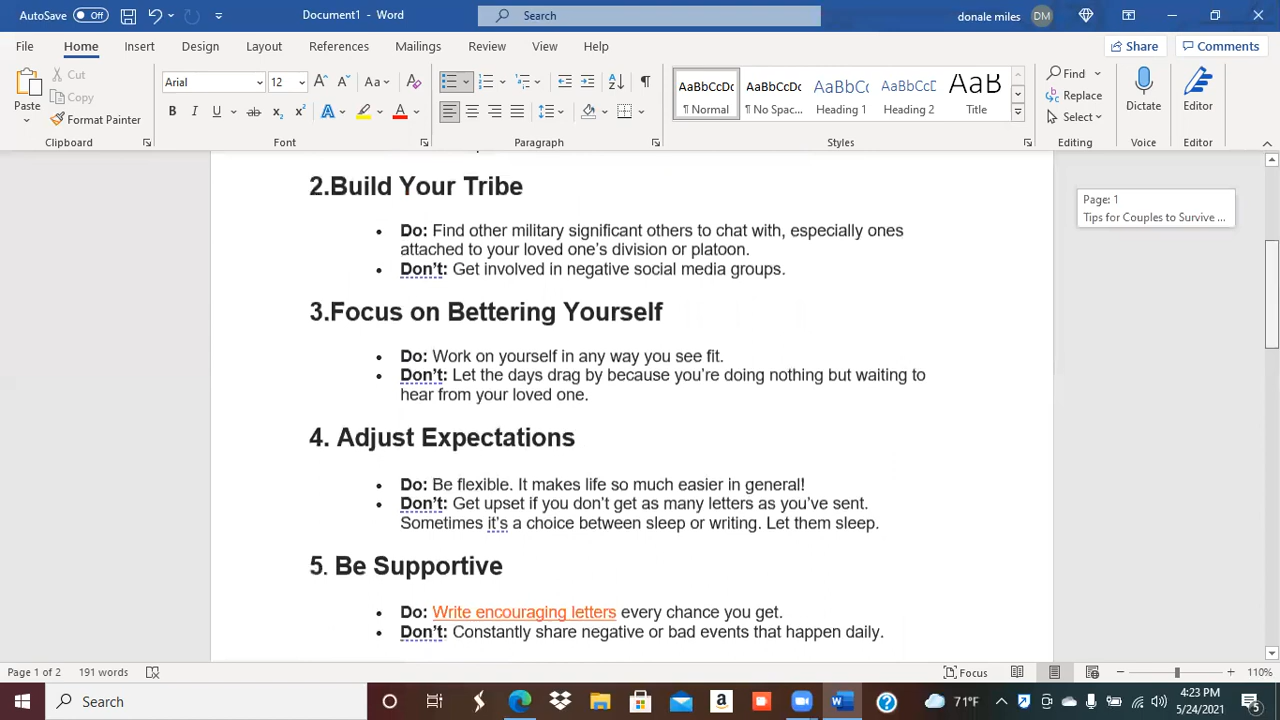 AutoSave Off Document1 - Word Search donale miles DM
File Home Insert Design Layout References Mailings Review View Help Share Comments
Paste Cut Copy Format Painter
Arial 12 Aa
AaBbCcDc AaBbCcDc AaBbCc AaBbCcD AaB
¶ Normal ¶ No Spac... Heading 1 Heading 2 Title
Find Replace Select
Dictate Editor
Clipboard Font Paragraph Styles Editing Voice Editor
Page: 1
Tips for Couples to Survive ...
2.Build Your Tribe
• Do: Find other military significant others to chat with, especially ones
attached to your loved one’s division or platoon.
• Don’t: Get involved in negative social media groups.
3.Focus on Bettering Yourself
• Do: Work on yourself in any way you see fit.
• Don’t: Let the days drag by because you’re doing nothing but waiting to
hear from your loved one.
4. Adjust Expectations
• Do: Be flexible. It makes life so much easier in general!
• Don’t: Get upset if you don’t get as many letters as you’ve sent.
Sometimes it’s a choice between sleep or writing. Let them sleep.
5. Be Supportive
• Do: Write encouraging letters every chance you get.
• Don’t: Constantly share negative or bad events that happen daily.
Page 1 of 2 191 words Focus 110%
Search 71°F 4:23 PM
5/24/2021 5